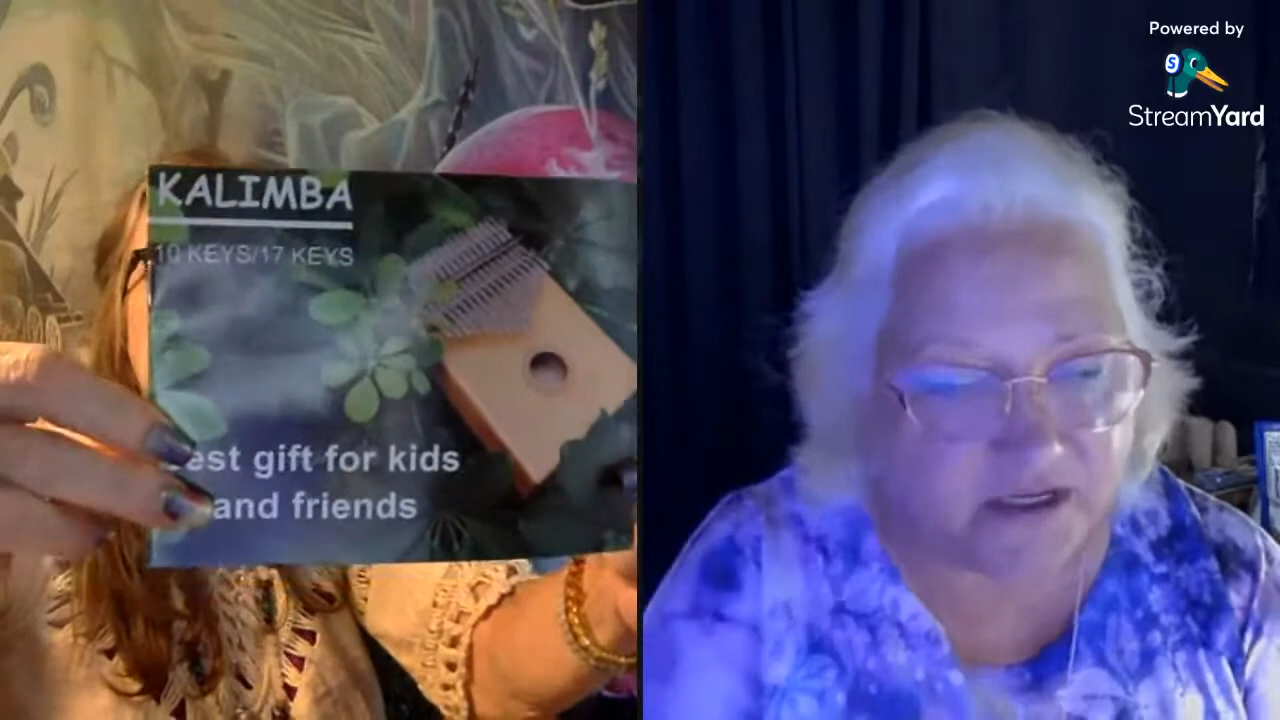 KALIMBA
10 KEYS/17 KEYS
est gift for kids
and friends
Powered by
S
StreamYard